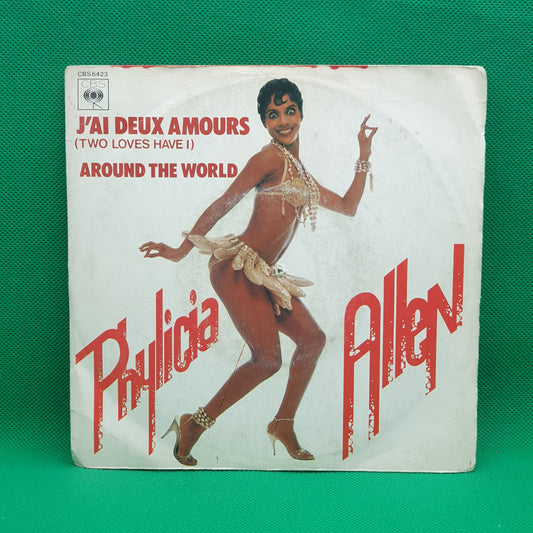 CBS 6423
CBS
J'AI DEUX AMOURS
(TWO LOVES HAVE I)
AROUND THE WORLD
Phylicia
Allen